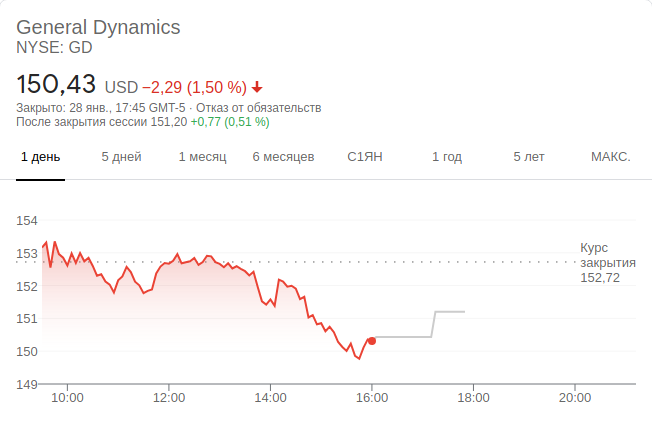 General Dynamics
NYSE: GD
150,43 USD −2,29 (1,50 %)
Закрыто: 28 янв., 17:45 GMT-5 · Отказ от обязательств
После закрытия сессии 151,20 +0,77 (0,51 %)
1 день 5 дней 1 месяц 6 месяцев С1ЯН 1 год 5 лет МАКС.
154
153
152
151
150
149
Курс
закрытия
152,72
10:00 12:00 14:00 16:00 18:00 20:00